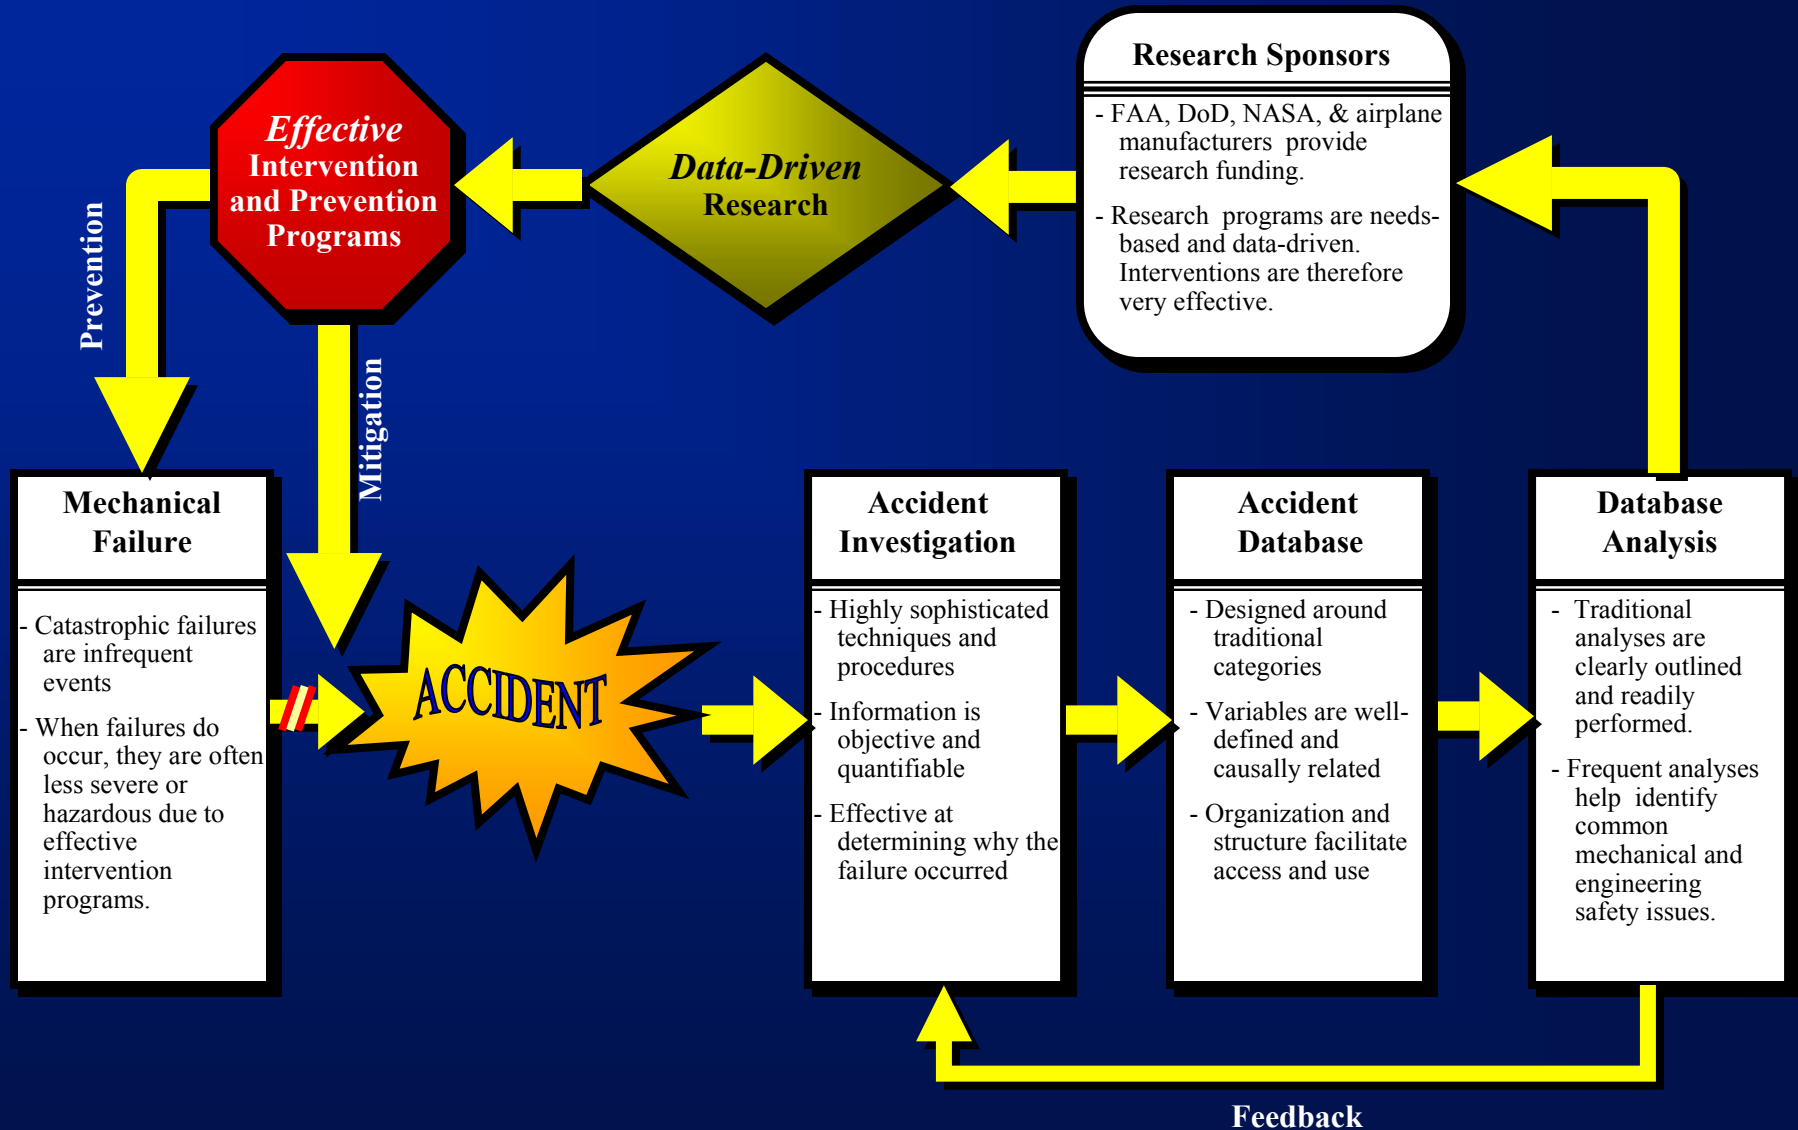 Effective
Intervention
and Prevention
Programs
Data-Driven
Research
Research Sponsors
- FAA, DoD, NASA, & airplane
manufacturers provide
research funding.
- Research programs are needs-
based and data-driven.
Interventions are therefore
very effective.
Prevention
Mitigation
Mechanical
Failure
- Catastrophic failures
are infrequent
events
- When failures do
occur, they are often
less severe or
hazardous due to
effective
intervention
programs.
ACCIDENT
Accident
Investigation
- Highly sophisticated
techniques and
procedures
- Information is
objective and
quantifiable
- Effective at
determining why the
failure occurred
Accident
Database
- Designed around
traditional
categories
- Variables are well-
defined and
causally related
- Organization and
structure facilitate
access and use
Database
Analysis
- Traditional
analyses are
clearly outlined
and readily
performed.
- Frequent analyses
help identify
common
mechanical and
engineering
safety issues.
Feedback